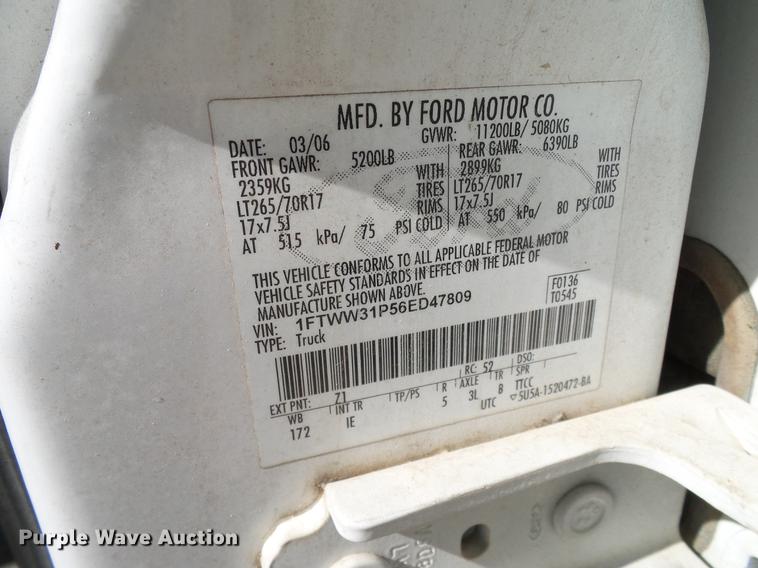 MFD. BY FORD MOTOR CO.
DATE: 03/06 GVWR: 11200LB/ 5080KG
FRONT GAWR: 5200LB REAR GAWR: 6390LB
2359KG WITH 2899KG WITH
LT265/70R17 TIRES LT265/70R17 TIRES
17x7.5J RIMS 17x7.5J RIMS
AT 515 kPa/ 75 PSI COLD AT 550 kPa/ 80 PSI COLD
THIS VEHICLE CONFORMS TO ALL APPLICABLE FEDERAL MOTOR
VEHICLE SAFETY STANDARDS IN EFFECT ON THE DATE OF
MANUFACTURE SHOWN ABOVE.
VIN: 1FTWW31P56ED47809 F0136
TYPE: Truck T0545
EXT PNT: Z1 RC: 52 DSO:
WB INT TR TP/PS R AXLE TR SPR
172 IE 5 3L B TTCC
UTC 5U5A-1520472-BA
Purple Wave Auction